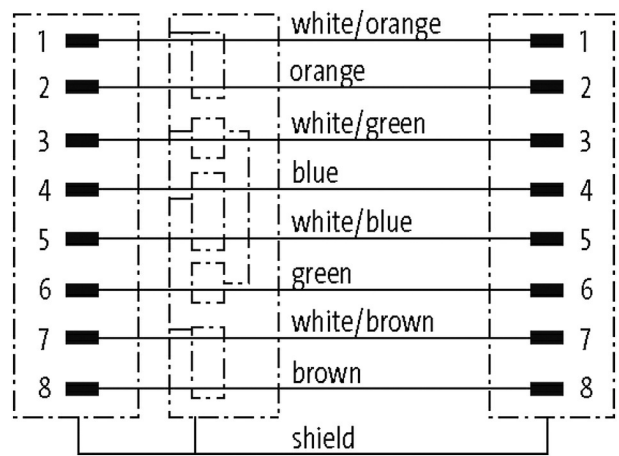 1 white/orange 1
2 orange 2
3 white/green 3
4 blue 4
5 white/blue 5
6 green 6
7 white/brown 7
8 brown 8
shield